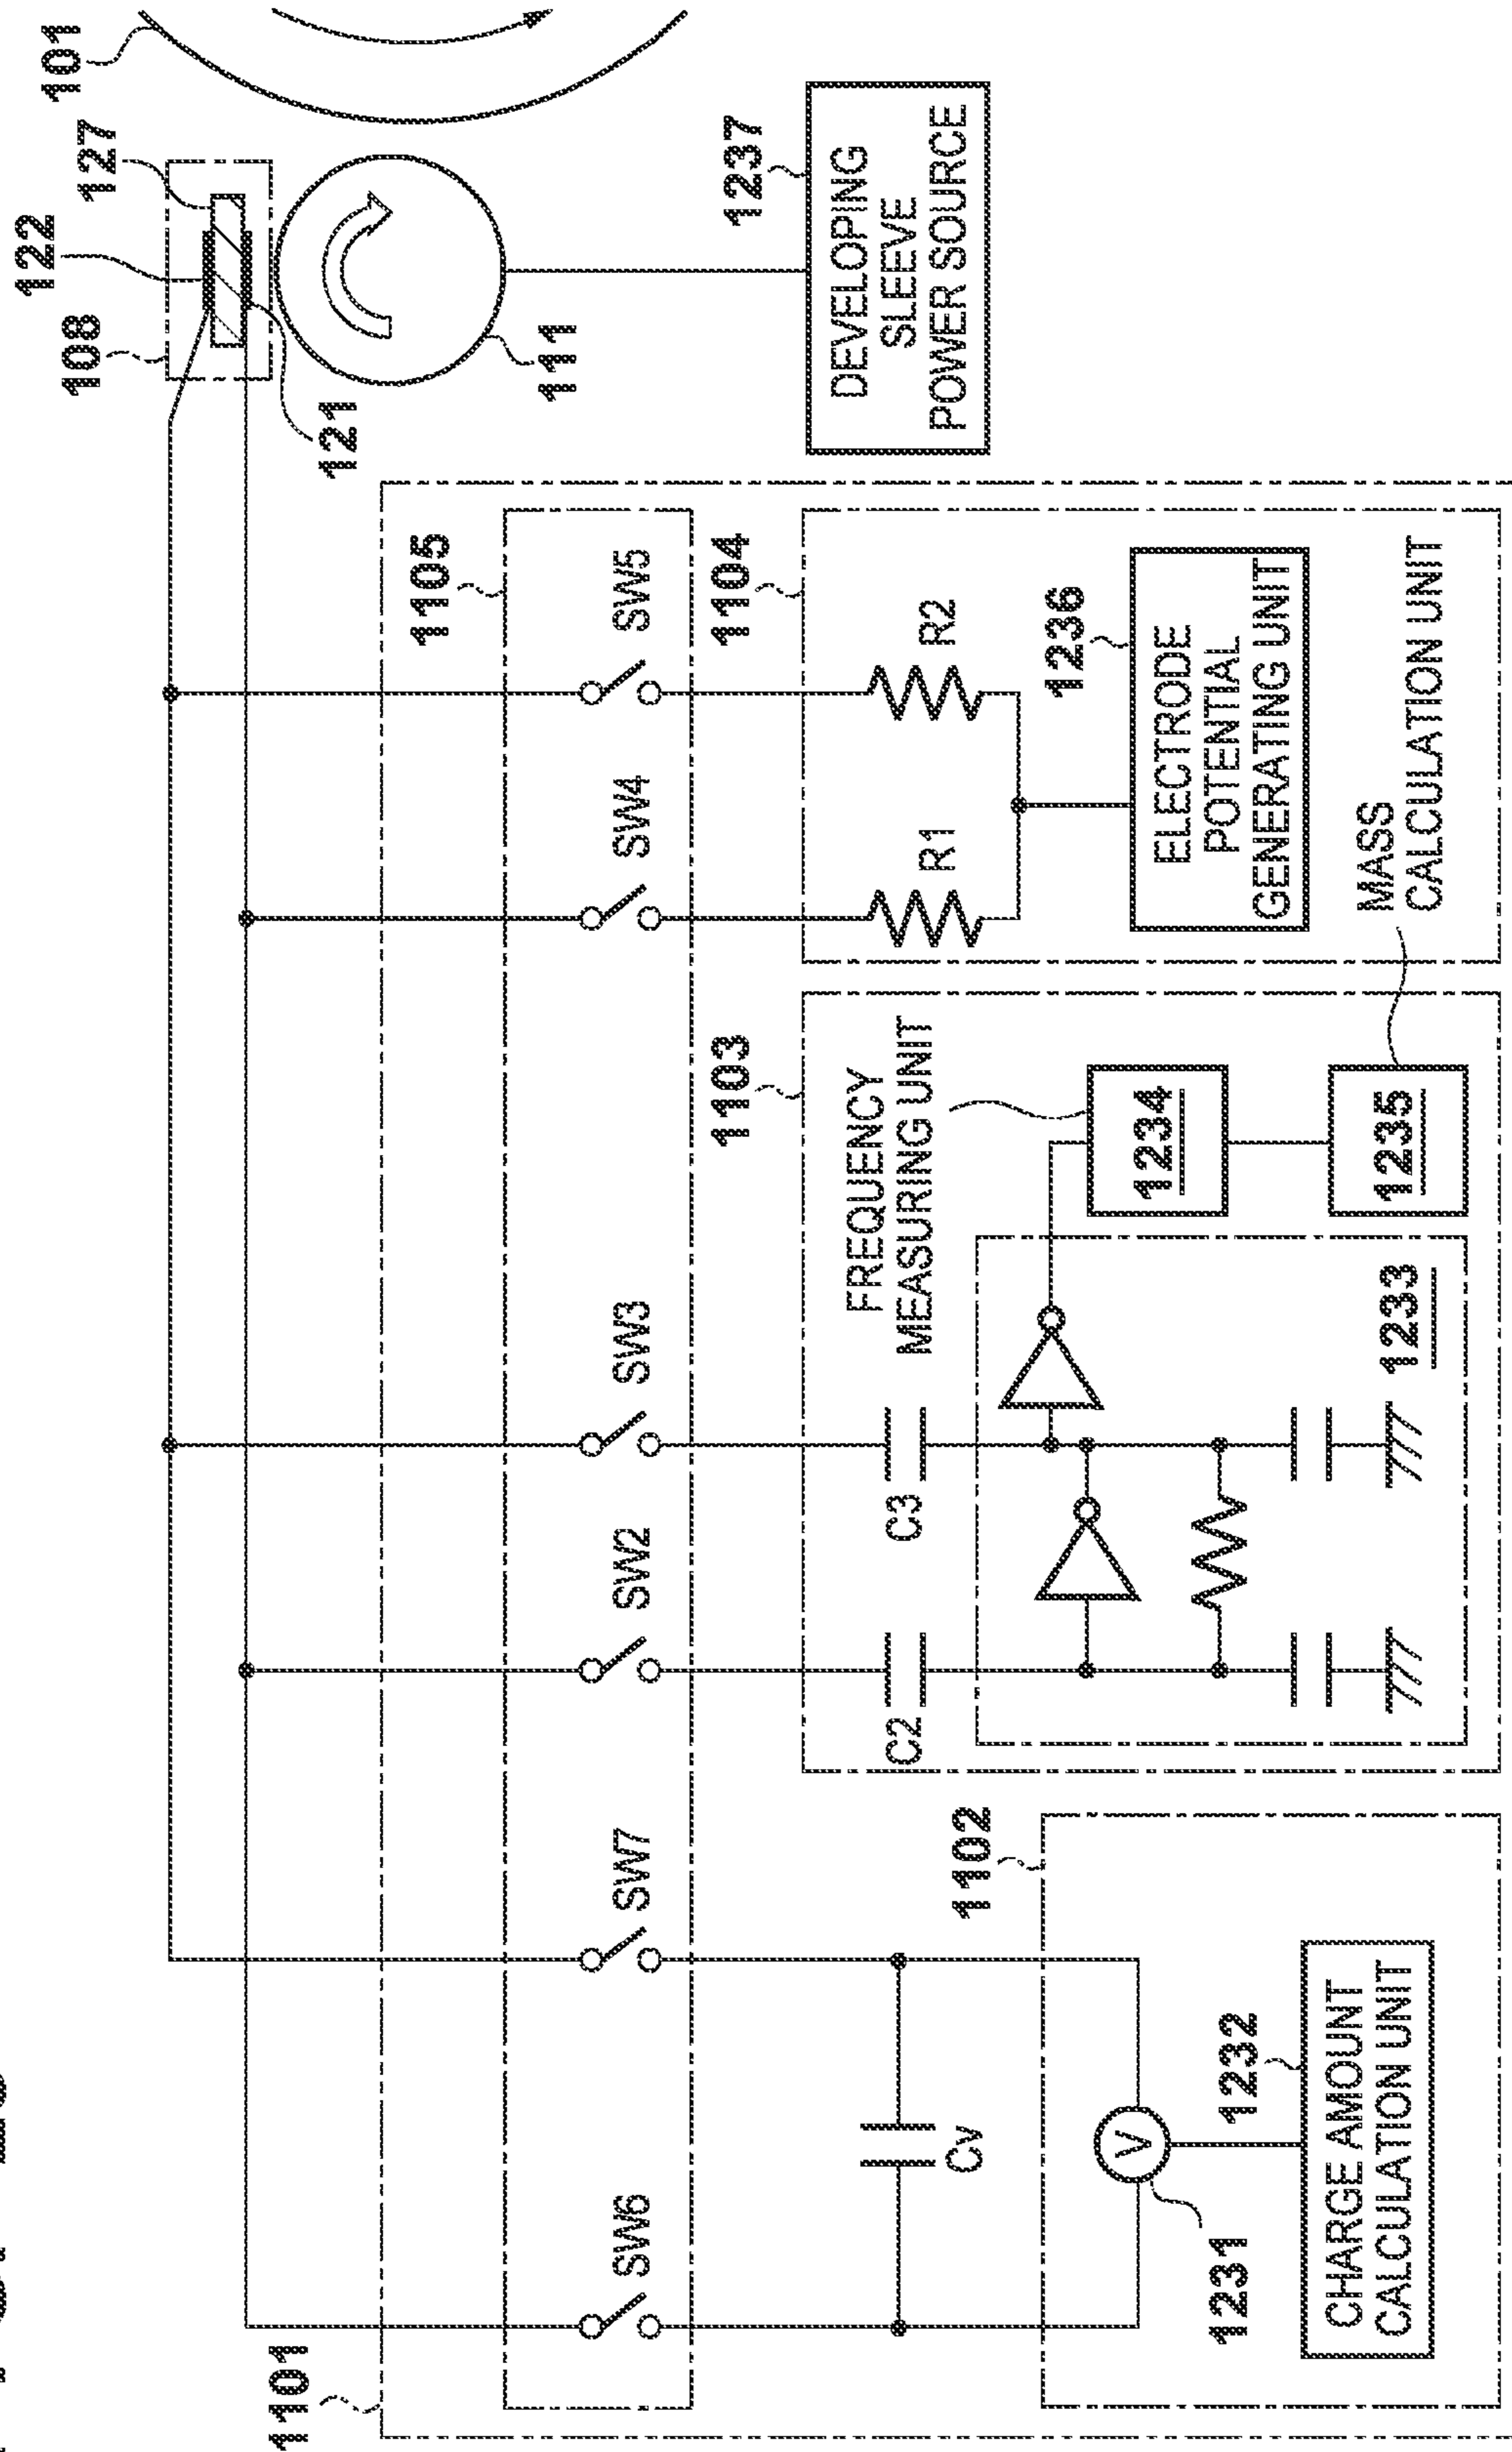 101
127
122
108
121
111
1237
DEVELOPING
SLEEVE
POWER SOURCE
1105
SW5
SW4
SW3
SW2
SW7
SW6
1101
1104
R2
R1
1236
ELECTRODE
POTENTIAL
GENERATING UNIT
1103
FREQUENCY
MEASURING UNIT
1234
MASS
CALCULATION UNIT
1235
C3
C2
1233
1102
Cv
V
1231
1232
CHARGE AMOUNT
CALCULATION UNIT